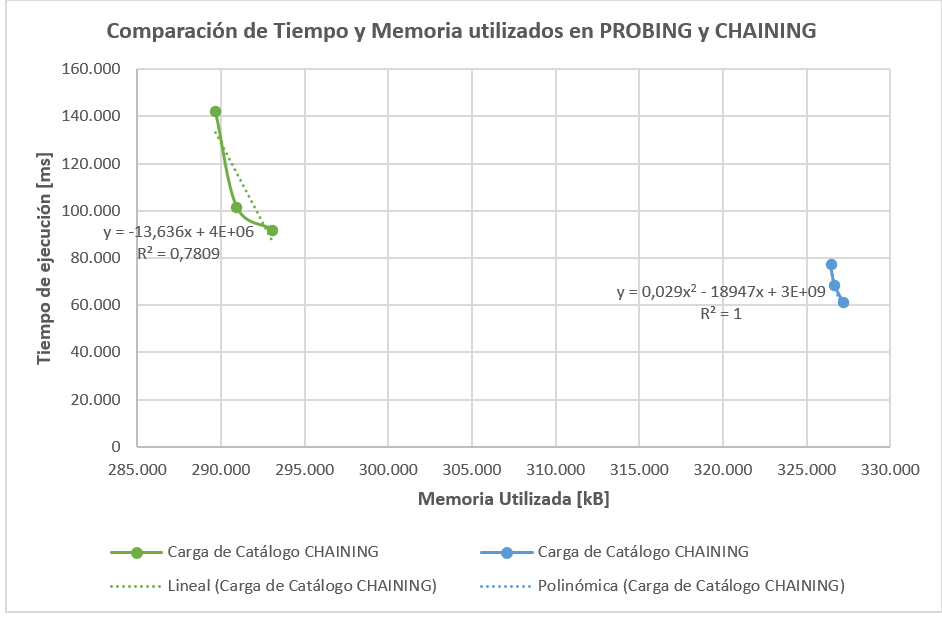 Comparación de Tiempo y Memoria utilizados en PROBING y CHAINING
Tiempo de ejecución [ms]
160.000
140.000
120.000
100.000
80.000
60.000
40.000
20.000
0
y = -13,636x + 4E+06
R² = 0,7809
y = 0,029x² - 18947x + 3E+09
R² = 1
285.000 290.000 295.000 300.000 305.000 310.000 315.000 320.000 325.000 330.000
Memoria Utilizada [kB]
Carga de Catálogo CHAINING Carga de Catálogo CHAINING
Lineal (Carga de Catálogo CHAINING) Polinómica (Carga de Catálogo CHAINING)